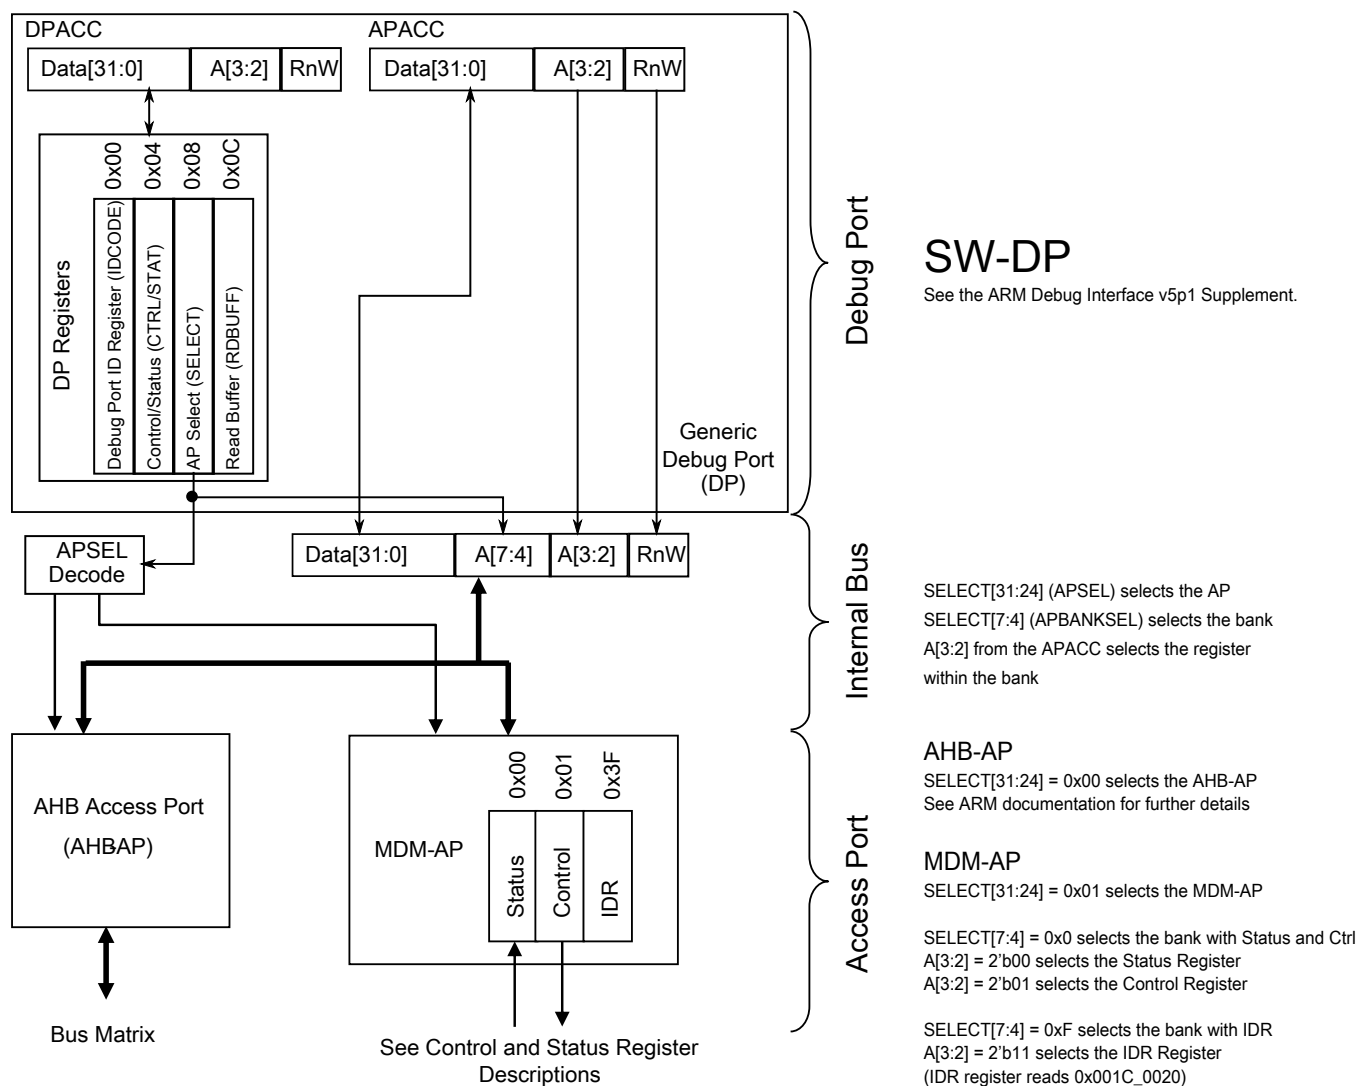 DPACC
Data[31:0] A[3:2] RnW
APACC
Data[31:0] A[3:2] RnW
DP Registers
0x00
0x04
0x08
0x0C
Debug Port ID Register (IDCODE)
Control/Status (CTRL/STAT)
AP Select (SELECT)
Read Buffer (RDBUFF)
Generic
Debug Port
(DP)
Debug Port
SW-DP
See the ARM Debug Interface v5p1 Supplement.
APSEL
Decode
Data[31:0] A[7:4] A[3:2] RnW
Internal Bus
SELECT[31:24] (APSEL) selects the AP
SELECT[7:4] (APBANKSEL) selects the bank
A[3:2] from the APACC selects the register
within the bank
AHB Access Port
(AHB-AP)
Bus Matrix
MDM-AP
0x00
0x01
0x3F
Status
Control
IDR
See Control and Status Register
Descriptions
Access Port
AHB-AP
SELECT[31:24] = 0x00 selects the AHB-AP
See ARM documentation for further details
MDM-AP
SELECT[31:24] = 0x01 selects the MDM-AP
SELECT[7:4] = 0x0 selects the bank with Status and Ctrl
A[3:2] = 2'b00 selects the Status Register
A[3:2] = 2'b01 selects the Control Register
SELECT[7:4] = 0xF selects the bank with IDR
A[3:2] = 2'b11 selects the IDR Register
(IDR register reads 0x001C_0020)